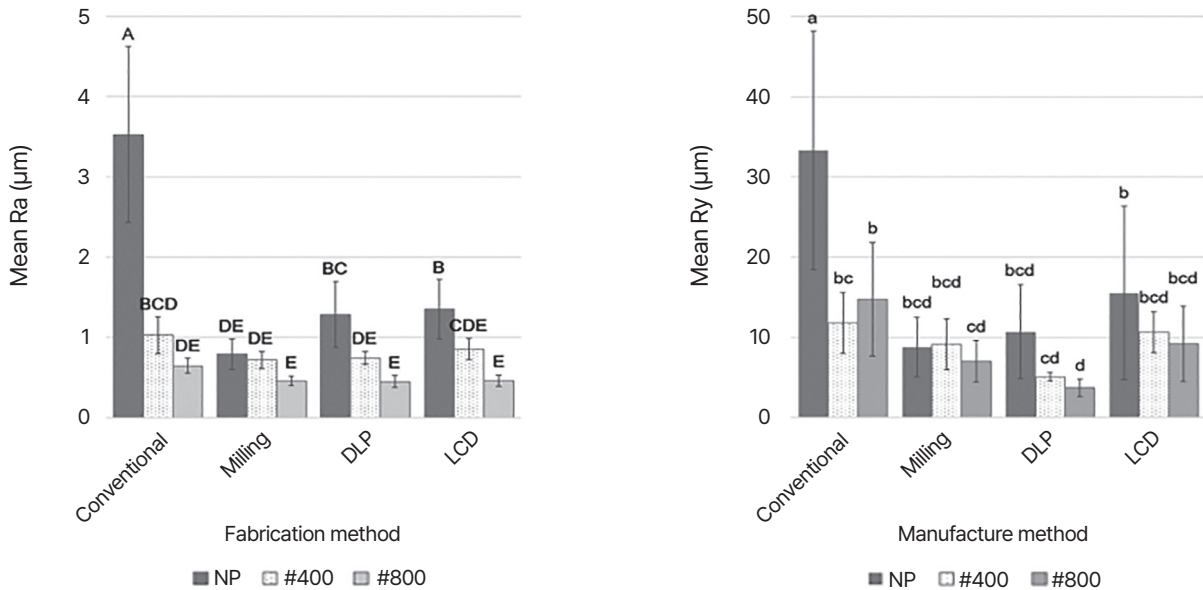 Mean Ra (µm)
5
4
3
2
1
0
A
BCD
DE
DE
DE
E
BC
DE
E
B
CDE
E
Conventional
Milling
DLP
LCD
Fabrication method
NP #400 #800
Mean Ry (µm)
50
40
30
20
10
0
a
bc
b
bcd
bcd
cd
bcd
cd
d
b
bcd
bcd
Conventional
Milling
DLP
LCD
Manufacture method
NP #400 #800